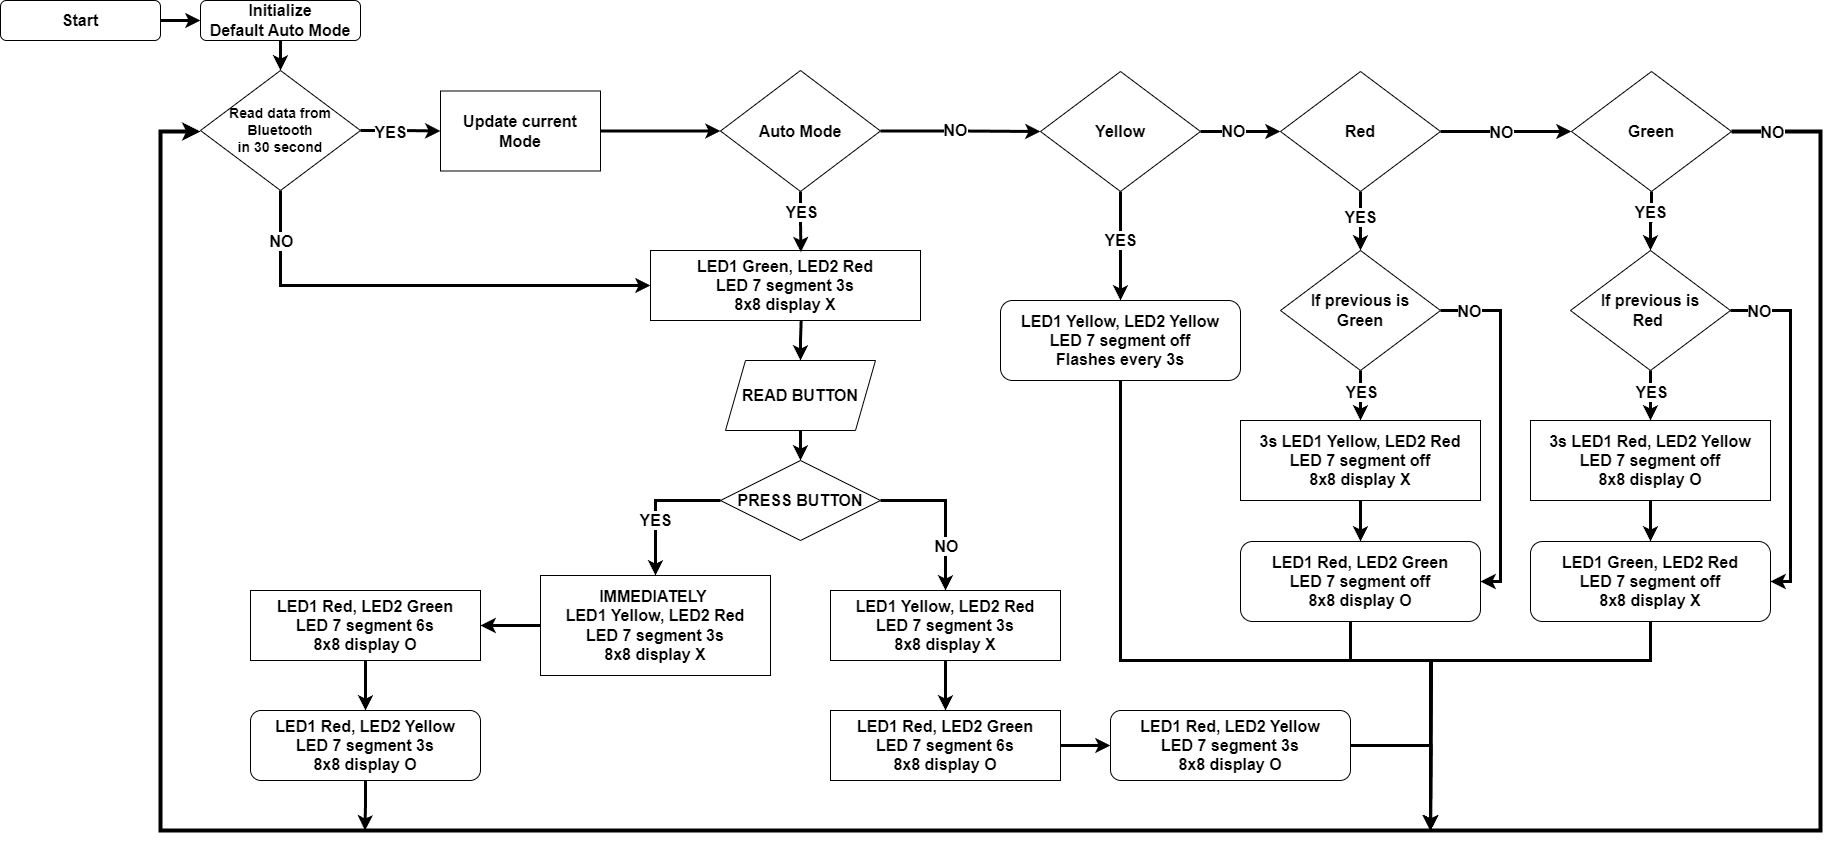 Start
Initialize
Default Auto Mode
Read data from
Bluetooth
in 30 second
YES
Update current
Mode
Auto Mode
NO
Yellow
NO
Red
NO
Green
NO
NO
YES
YES
YES
YES
LED1 Green, LED2 Red
LED 7 segment 3s
8x8 display X
LED1 Yellow, LED2 Yellow
LED 7 segment off
Flashes every 3s
If previous is
Green
NO
If previous is
Red
NO
READ BUTTON
YES
YES
3s LED1 Yellow, LED2 Red
LED 7 segment off
8x8 display X
3s LED1 Red, LED2 Yellow
LED 7 segment off
8x8 display O
PRESS BUTTON
YES
NO
LED1 Red, LED2 Green
LED 7 segment off
8x8 display O
LED1 Green, LED2 Red
LED 7 segment off
8x8 display X
LED1 Red, LED2 Green
LED 7 segment 6s
8x8 display O
IMMEDIATELY
LED1 Yellow, LED2 Red
LED 7 segment 3s
8x8 display X
LED1 Yellow, LED2 Red
LED 7 segment 3s
8x8 display X
LED1 Red, LED2 Yellow
LED 7 segment 3s
8x8 display O
LED1 Red, LED2 Green
LED 7 segment 6s
8x8 display O
LED1 Red, LED2 Yellow
LED 7 segment 3s
8x8 display O